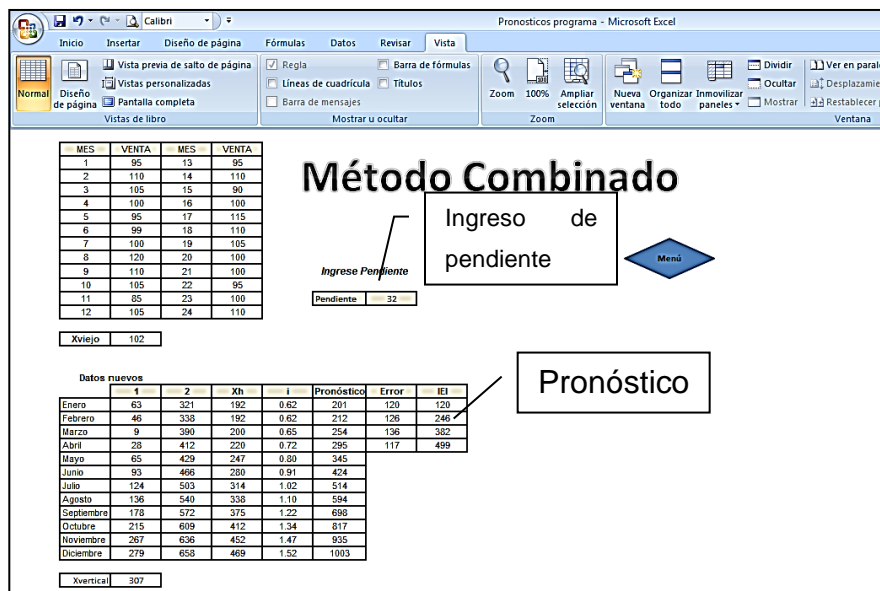 Calibri
Pronosticos programa - Microsoft Excel
Inicio Insertar Diseño de página Fórmulas Datos Revisar Vista
Normal
Diseño de página
Vista previa de salto de página
Vistas personalizadas
Pantalla completa
Vistas de libro
Regla
Barra de fórmulas
Líneas de cuadrícula
Títulos
Barra de mensajes
Mostrar u ocultar
Zoom
100%
Ampliar selección
Zoom
Nueva ventana
Organizar todo
Inmovilizar paneles
Dividir
Ocultar
Mostrar
Ver en paral
Desplazamie
Restablecer
Ventana
MES VENTA MES VENTA
1 95 13 95
2 110 14 110
3 105 15 90
4 100 16 100
5 95 17 115
6 99 18 110
7 100 19 105
8 120 20 100
9 110 21 100
10 105 22 95
11 85 23 100
12 105 24 110
Xviejo 102
Método Combinado
Ingreso de
pendiente
Menú
Ingrese Pendiente
Pendiente 32
Pronóstico
Datos nuevos
1 2 Xh i Pronóstico Error IEI
Enero 63 321 192 0.62 201 120 120
Febrero 46 338 192 0.62 212 126 246
Marzo 9 390 200 0.65 254 136 382
Abril 28 412 220 0.72 295 117 499
Mayo 65 429 247 0.80 345
Junio 93 466 280 0.91 424
Julio 124 503 314 1.02 514
Agosto 136 540 338 1.10 594
Septiembre 178 572 375 1.22 698
Octubre 215 609 412 1.34 817
Noviembre 267 636 452 1.47 935
Diciembre 279 658 469 1.52 1003
Xvertical 307